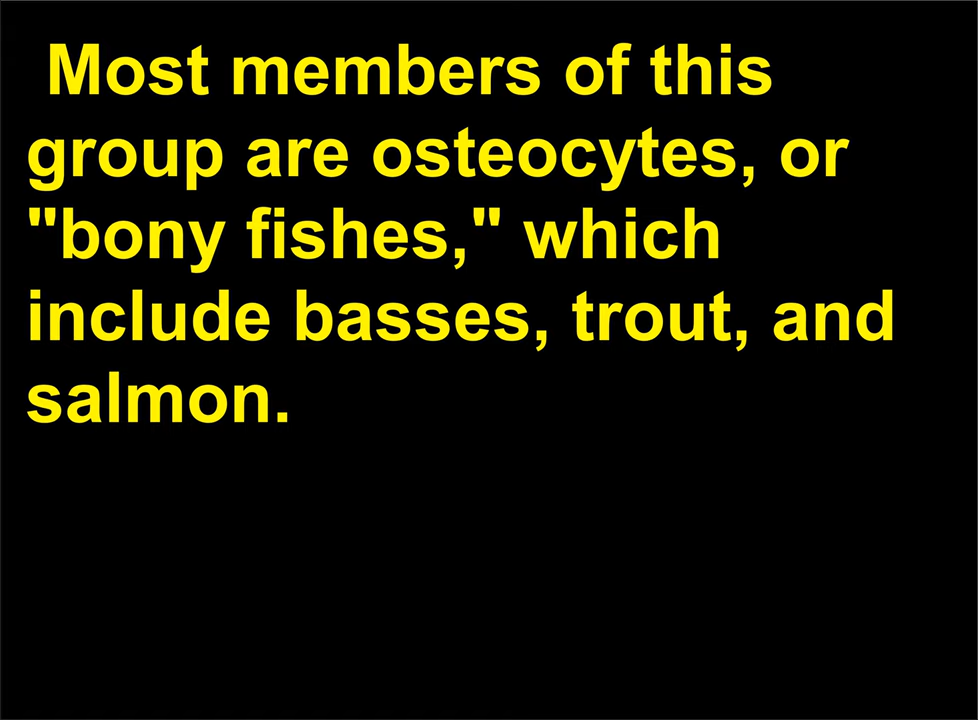 Most members of this
group are osteocytes, or
"bony fishes," which
include basses, trout, and
salmon.